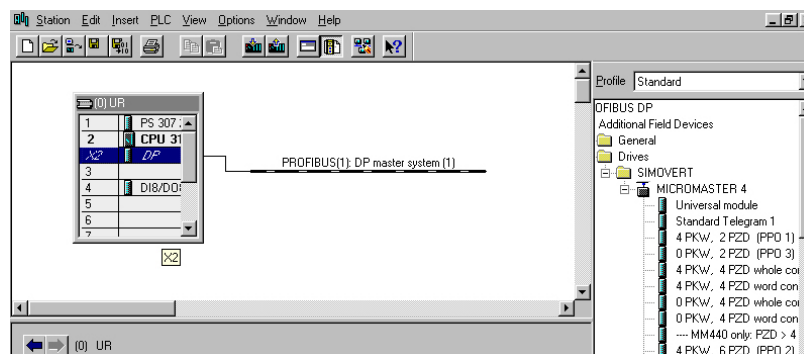 Station Edit Insert PLC View Options Window Help
Profile Standard
(0) UR
1 PS 307
2 CPU 31
X2 DP
3
4 DI8/DO
5
6
7
X2
PROFIBUS(1): DP master system (1)
OFIBUS DP
Additional Field Devices
General
Drives
SIMOVERT
MICROMASTER 4
Universal module
Standard Telegram 1
4 PKW, 2 PZD (PPO 1)
0 PKW, 2 PZD (PPO 3)
4 PKW, 4 PZD whole co
4 PKW, 4 PZD word con
0 PKW, 4 PZD whole co
0 PKW, 4 PZD word con
---- MM440 only: PZD > 4
4 PKW, 6 PZD (PPO 2)
(0) UR